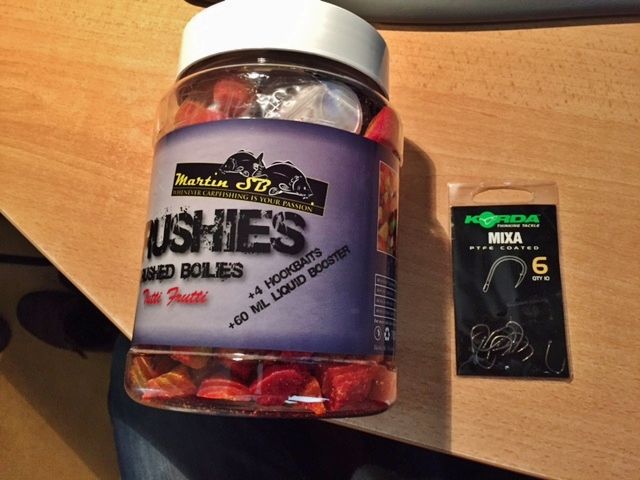 Martin SB
WHENEVER CARPFISHING IS YOUR PASSION
RUSHIES
USHED BOILIES
Tutti Frutti
+4 HOOKBAITS
+60 ML LIQUID BOOSTER
KORDA
THINKING TACKLE
MIXA
PTFE COATED
6
QTY 10